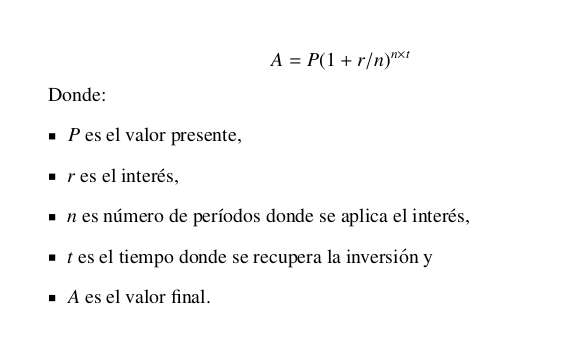 A = P(1 + r/n)^{n×t}
Donde:
▪ P es el valor presente,
▪ r es el interés,
▪ n es número de períodos donde se aplica el interés,
▪ t es el tiempo donde se recupera la inversión y
▪ A es el valor final.